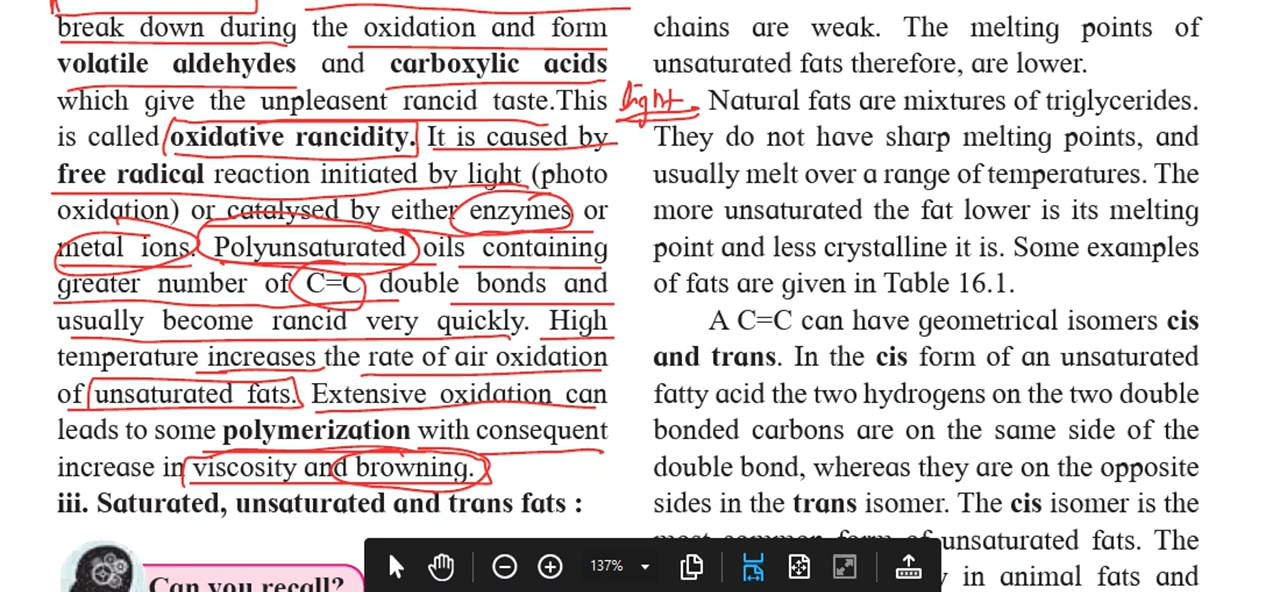 break down during the oxidation and form
volatile aldehydes and carboxylic acids
which give the unpleasent rancid taste.This
is called oxidative rancidity. It is caused by
free radical reaction initiated by light (photo
oxidation) or catalysed by either enzymes or
metal ions. Polyunsaturated oils containing
greater number of C=C double bonds and
usually become rancid very quickly. High
temperature increases the rate of air oxidation
of unsaturated fats. Extensive oxidation can
leads to some polymerization with consequent
increase in viscosity and browning.
iii. Saturated, unsaturated and trans fats :
Can you recall?
light
chains are weak. The melting points of
unsaturated fats therefore, are lower.
Natural fats are mixtures of triglycerides.
They do not have sharp melting points, and
usually melt over a range of temperatures. The
more unsaturated the fat lower is its melting
point and less crystalline it is. Some examples
of fats are given in Table 16.1.
A C=C can have geometrical isomers cis
and trans. In the cis form of an unsaturated
fatty acid the two hydrogens on the two double
bonded carbons are on the same side of the
double bond, whereas they are on the opposite
sides in the trans isomer. The cis isomer is the
most common form of unsaturated fats. The
in animal fats and
137%